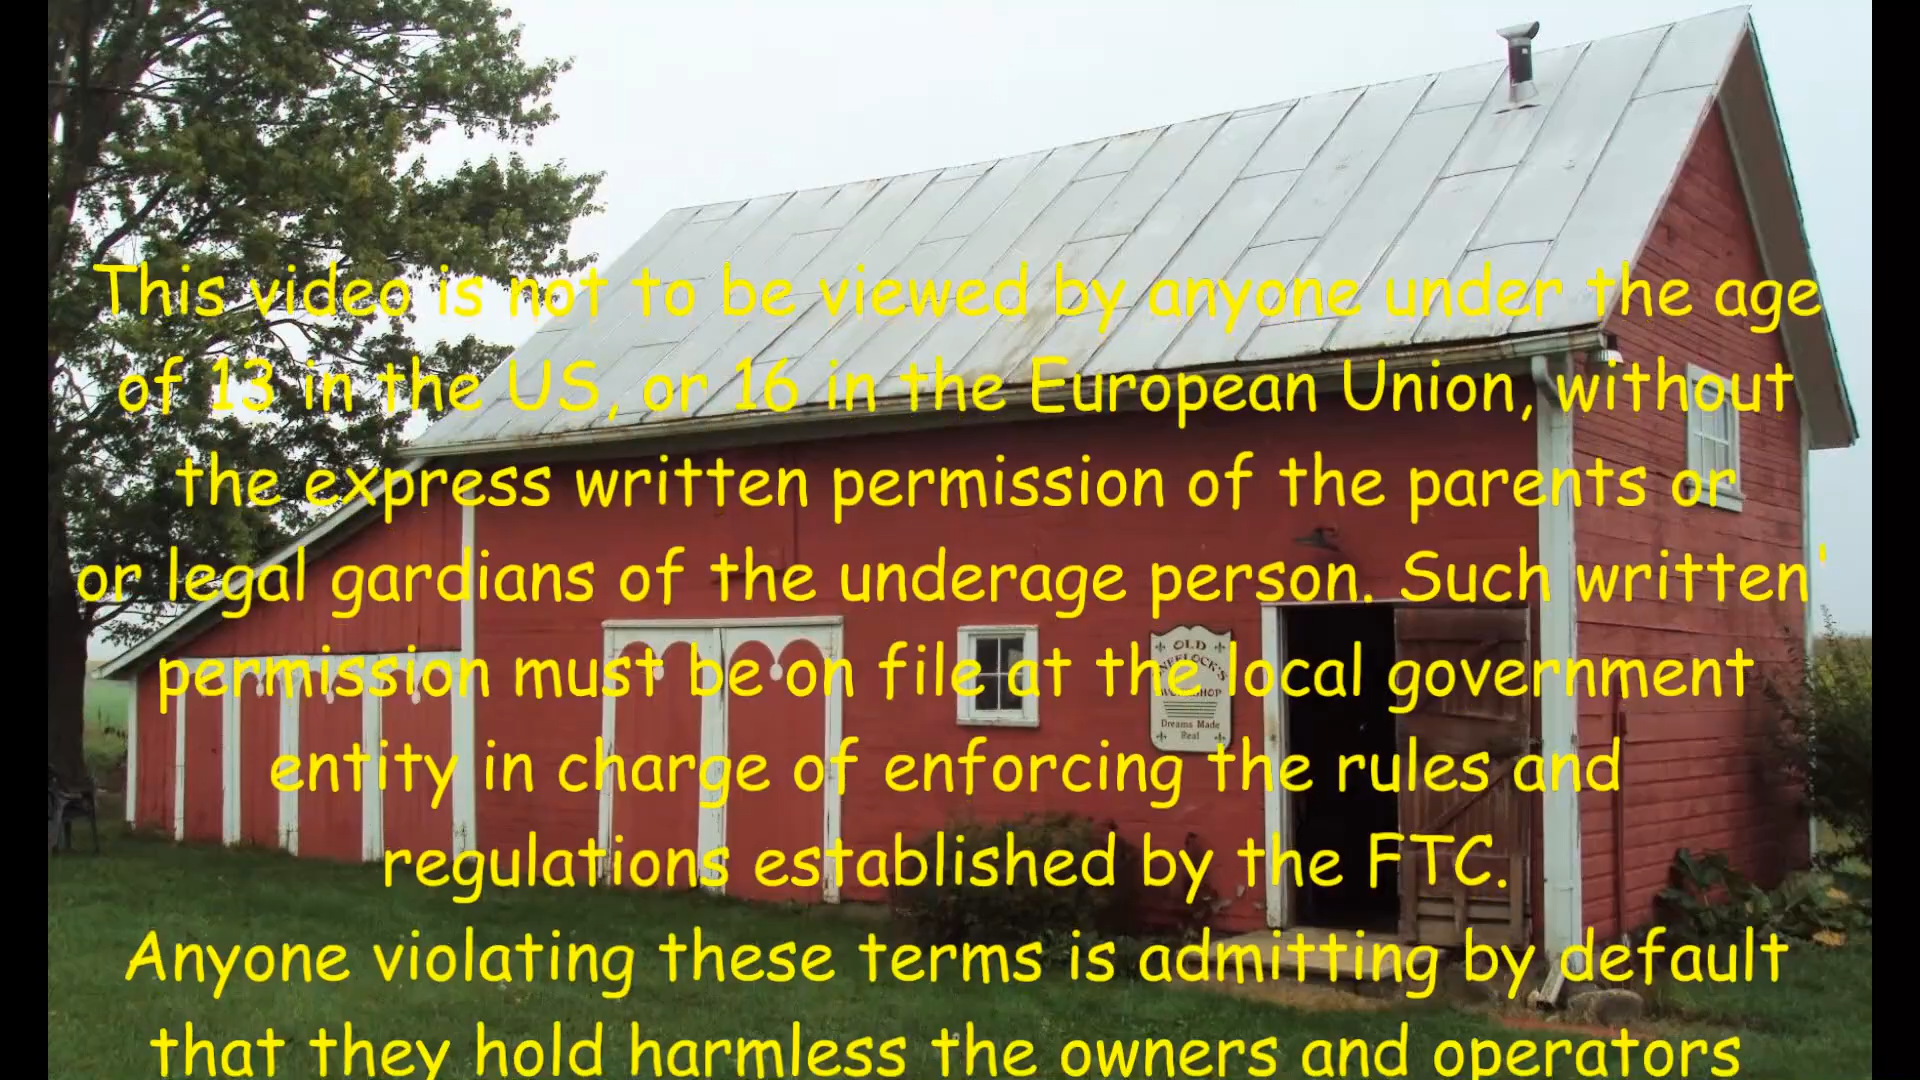 This video is not to be viewed by anyone under the age
of 13 in the US, or 16 in the European Union, without
the express written permission of the parents or
or legal gardians of the underage person. Such written'
permission must be on file at the local government
entity in charge of enforcing the rules and
regulations established by the FTC.
Anyone violating these terms is admitting by default
that they hold harmless the owners and operators
OLD
Dreams Made
Real